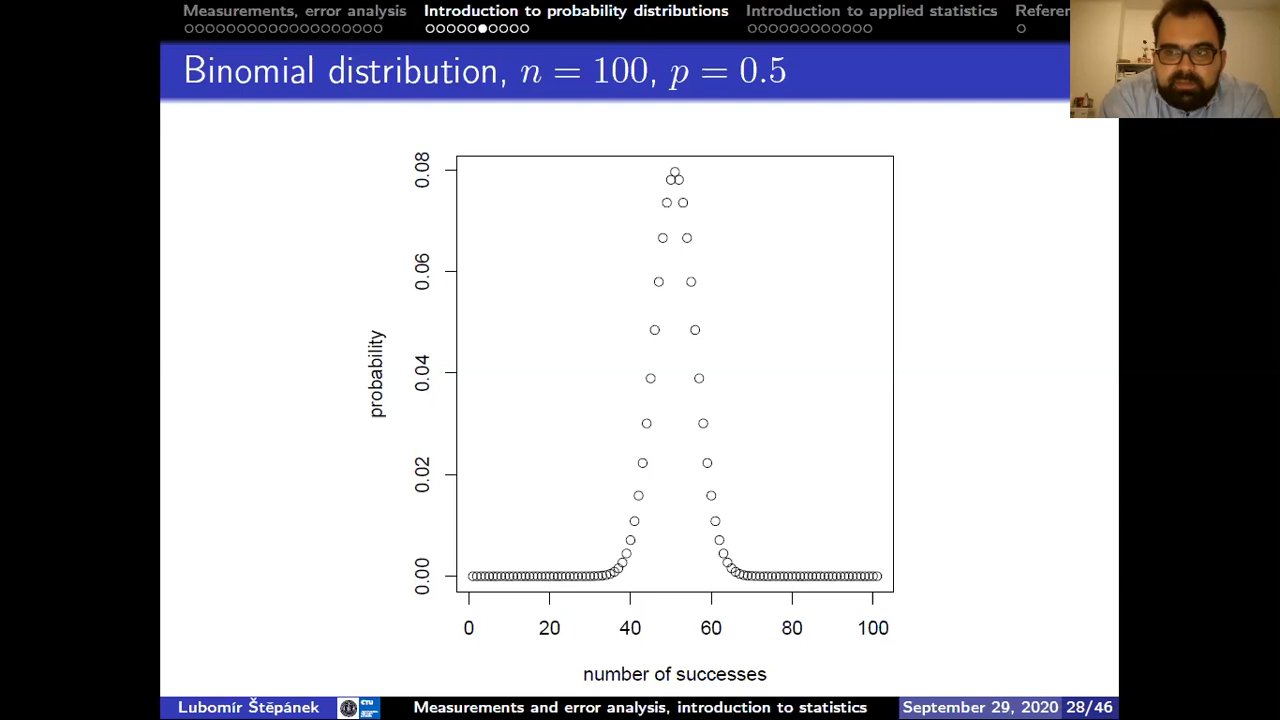 Measurements, error analysis Introduction to probability distributions Introduction to applied statistics Referen
Binomial distribution, n = 100, p = 0.5
0.08
0.06
0.04
0.02
0.00
probability
0 20 40 60 80 100
number of successes
Lubomír Štěpánek CTU Measurements and error analysis, introduction to statistics September 29, 2020 28/46